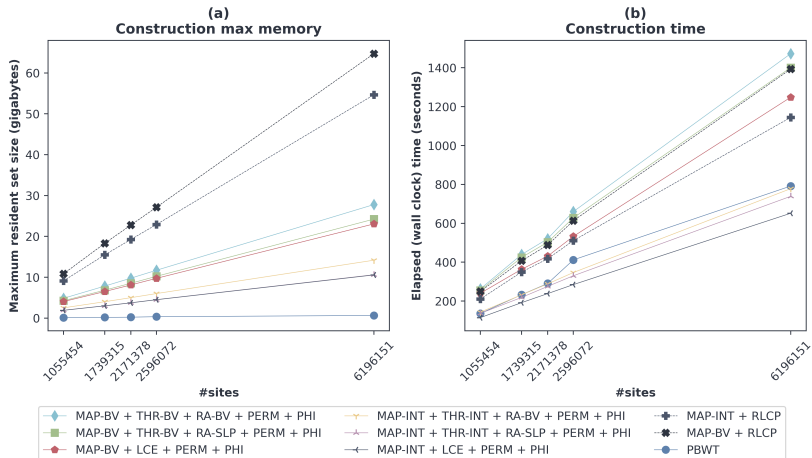 (a)
Construction max memory
Maximum resident set size (gigabytes)
60
50
40
30
20
10
0
1055454
1739315
2171378
2596072
6196151
#sites
(b)
Construction time
Elapsed (wall clock) time (seconds)
1400
1200
1000
800
600
400
200
1055454
1739315
2171378
2596072
6196151
#sites
MAP-BV + THR-BV + RA-BV + PERM + PHI
MAP-BV + THR-BV + RA-SLP + PERM + PHI
MAP-BV + LCE + PERM + PHI
MAP-INT + THR-INT + RA-BV + PERM + PHI
MAP-INT + THR-INT + RA-SLP + PERM + PHI
MAP-INT + LCE + PERM + PHI
MAP-INT + RLCP
MAP-BV + RLCP
PBWT